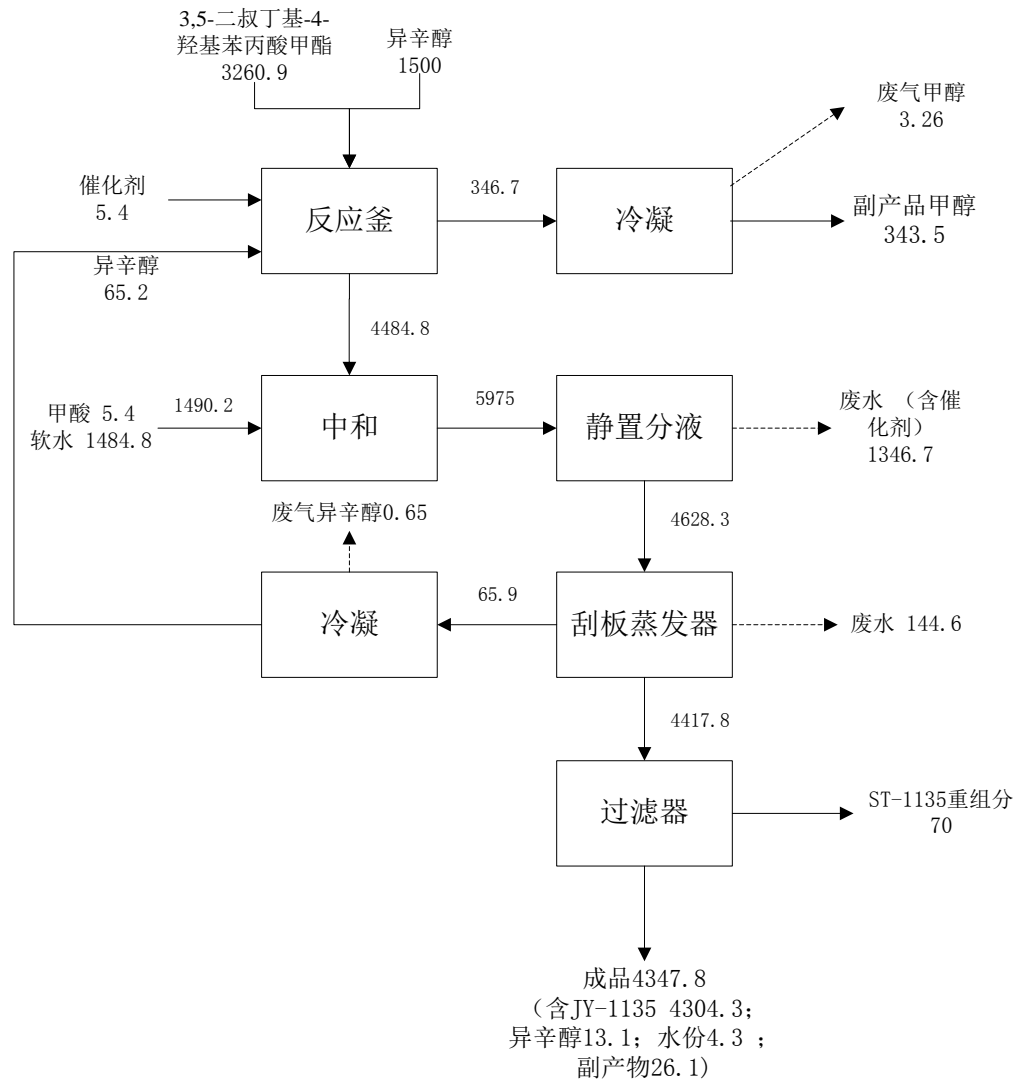 3,5-二叔丁基-4-
羟基苯丙酸甲酯
3260.9
异辛醇
1500
废气甲醇
3.26
催化剂
5.4
反应釜
346.7
冷凝
副产品甲醇
343.5
异辛醇
65.2
4484.8
甲酸 5.4
软水 1484.8
1490.2
中和
5975
静置分液
废水 （含催
化剂）
1346.7
废气异辛醇0.65
4628.3
冷凝
65.9
刮板蒸发器
废水 144.6
4417.8
过滤器
ST-1135重组分
70
成品4347.8
（含JY-1135 4304.3;
异辛醇13.1; 水份4.3 ;
副产物26.1)